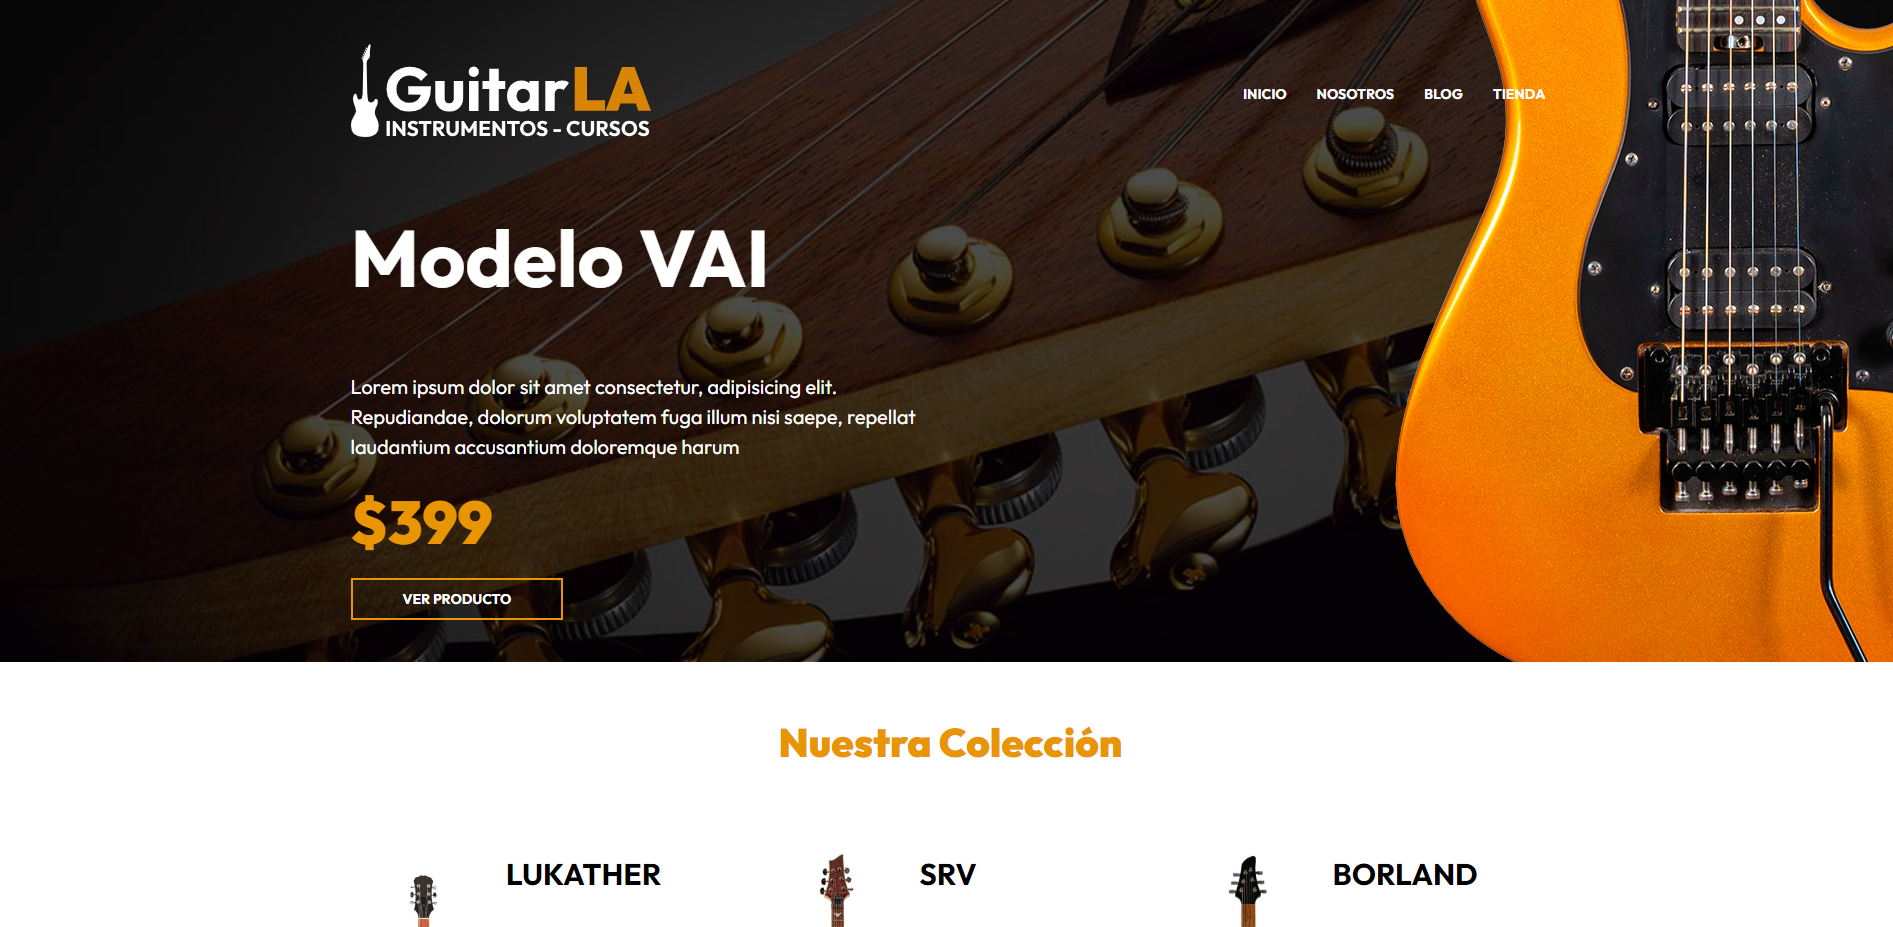 GuitarLA
INSTRUMENTOS - CURSOS
INICIO NOSOTROS BLOG TIENDA
Modelo VAI
Lorem ipsum dolor sit amet consectetur, adipisicing elit.
Repudiandae, dolorum voluptatem fuga illum nisi saepe, repellat
laudantium accusantium doloremque harum
$399
VER PRODUCTO
Nuestra Colección
LUKATHER
SRV
BORLAND